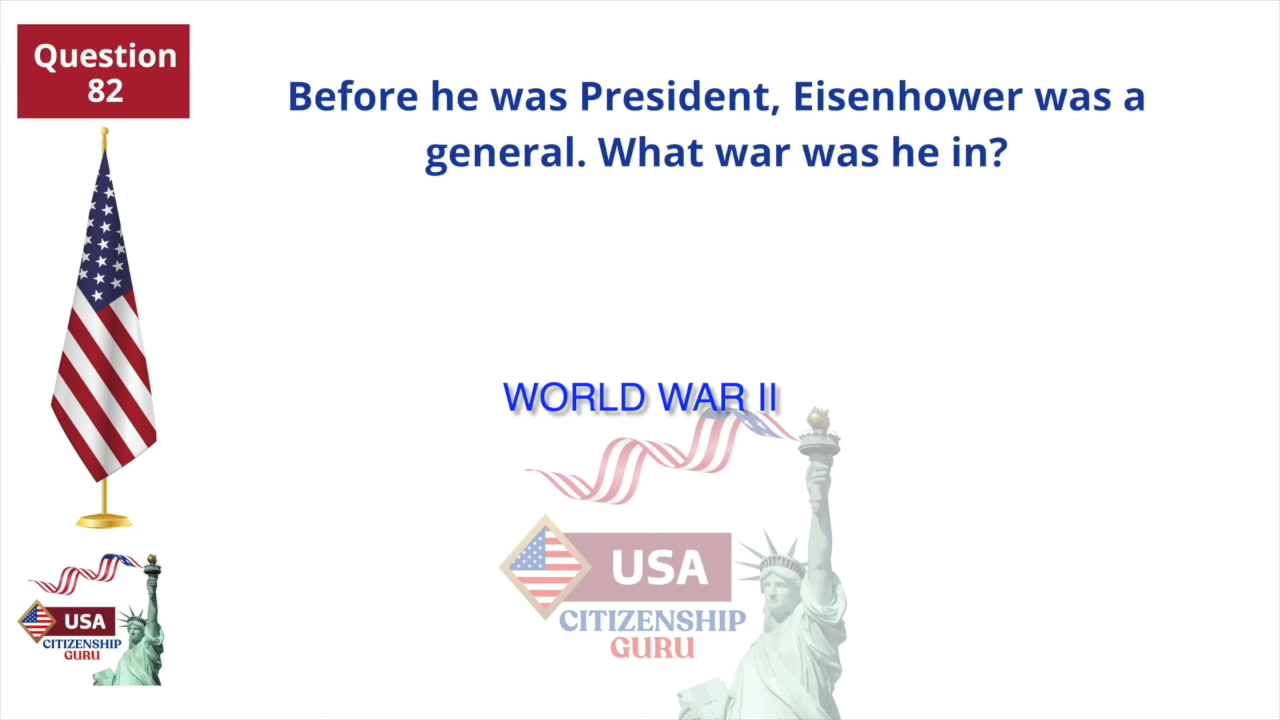 Question
82
Before he was President, Eisenhower was a
general. What war was he in?
WORLD WAR II
USA
CITIZENSHIP
GURU
USA
CITIZENSHIP
GURU